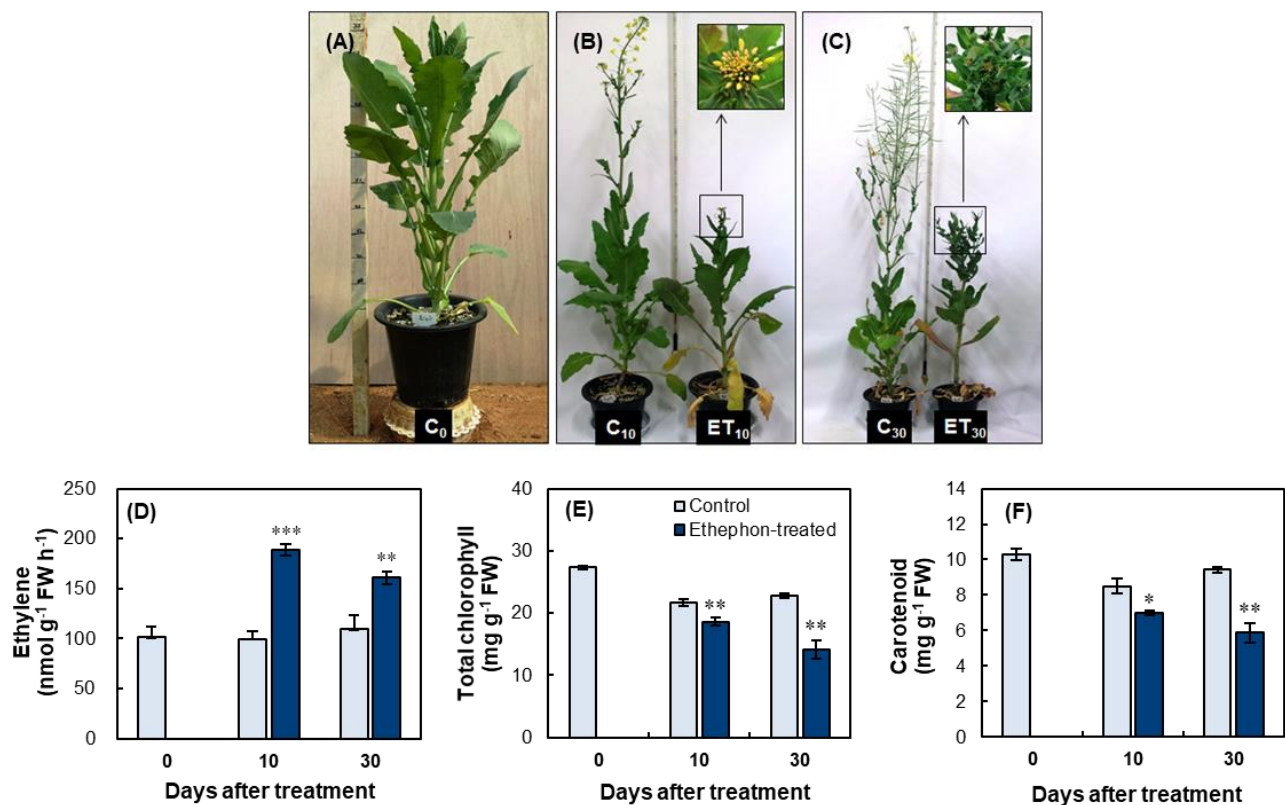 (A)
C₀
(B)
C₁₀ ET₁₀
(C)
C₃₀ ET₃₀
(D)
Ethylene
(nmol g⁻¹ FW h⁻¹)
250
200
150
100
50
0
***
**
0 10 30
Days after treatment
(E)
Control
Ethephon-treated
Total chlorophyll
(mg g⁻¹ FW)
40
30
20
10
0
**
**
0 10 30
Days after treatment
(F)
Carotenoid
(mg g⁻¹ FW)
14
12
10
8
6
4
2
0
*
**
0 10 30
Days after treatment